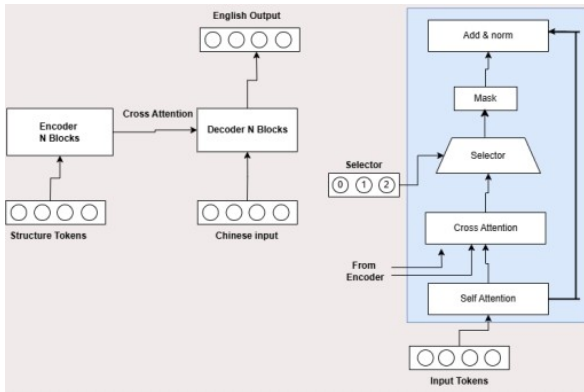 English Output
Cross Attention
Encoder
N Blocks
Decoder N Blocks
Structure Tokens
Chinese input
Add & norm
Mask
Selector
Selector
0 1 2
Cross Attention
From
Encoder
Self Attention
Input Tokens